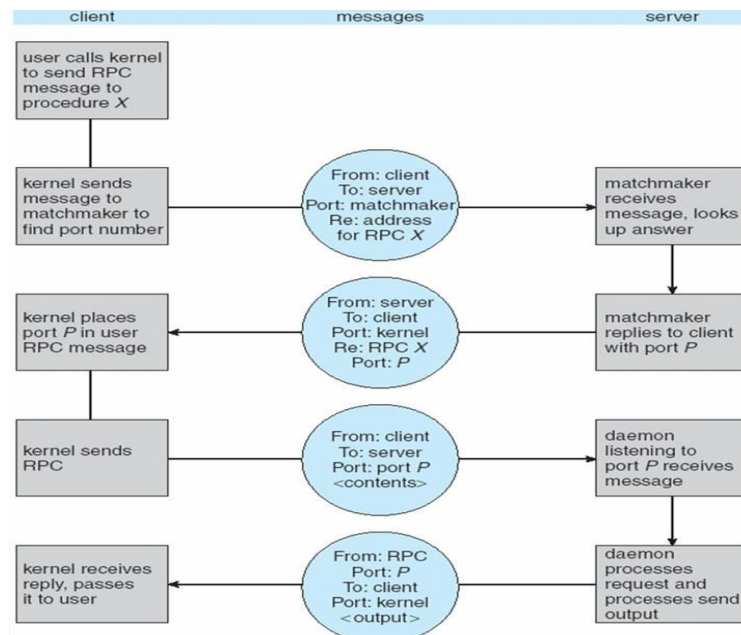 client
messages
server
user calls kernel
to send RPC
message to
procedure X
kernel sends
message to
matchmaker to
find port number
From: client
To: server
Port: matchmaker
Re: address
for RPC X
matchmaker
receives
message, looks
up answer
kernel places
port P in user
RPC message
From: server
To: client
Port: kernel
Re: RPC X
Port: P
matchmaker
replies to client
with port P
kernel sends
RPC
From: client
To: server
Port: port P
<contents>
daemon
listening to
port P receives
message
kernel receives
reply, passes
it to user
From: RPC
Port: P
To: client
Port: kernel
<output>
daemon
processes
request and
processes send
output